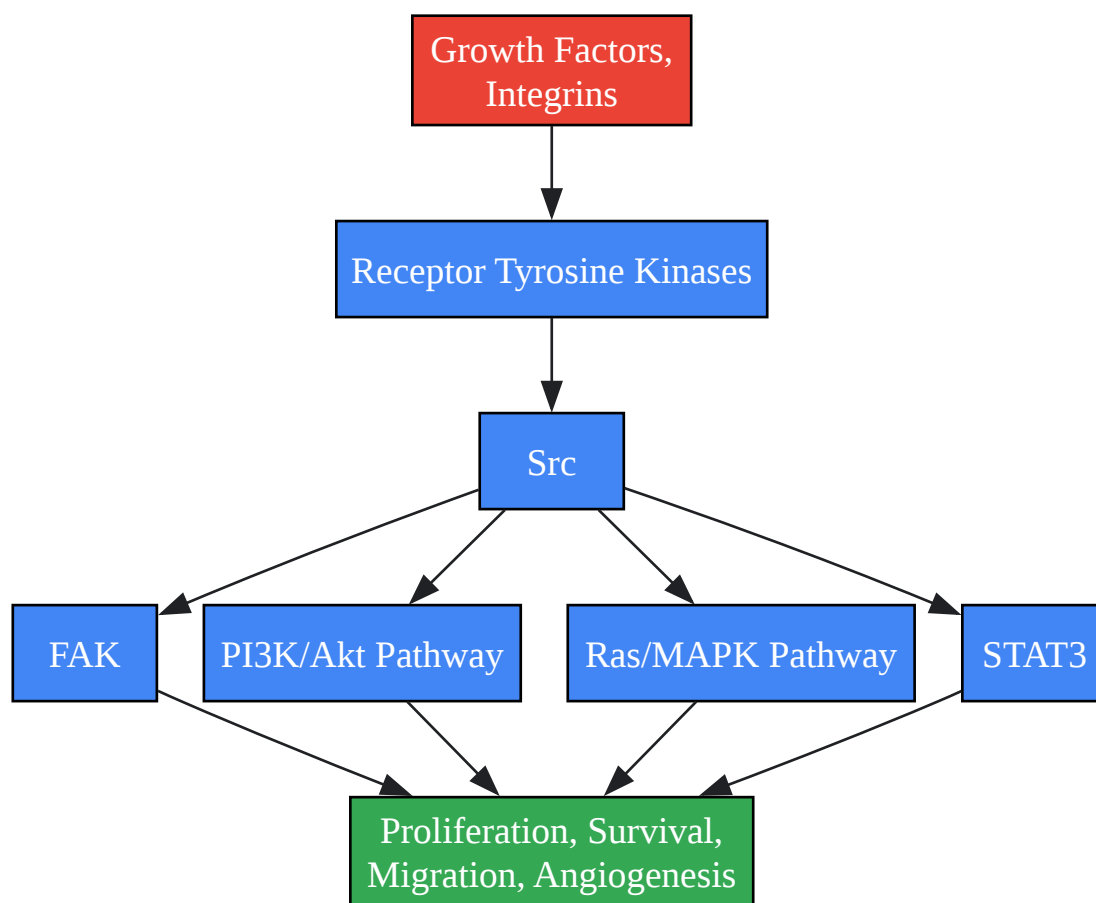 Growth Factors,
Integrins
Receptor Tyrosine Kinases
Src
FAK
PI3K/Akt Pathway
Ras/MAPK Pathway
STAT3
Proliferation, Survival,
Migration, Angiogenesis